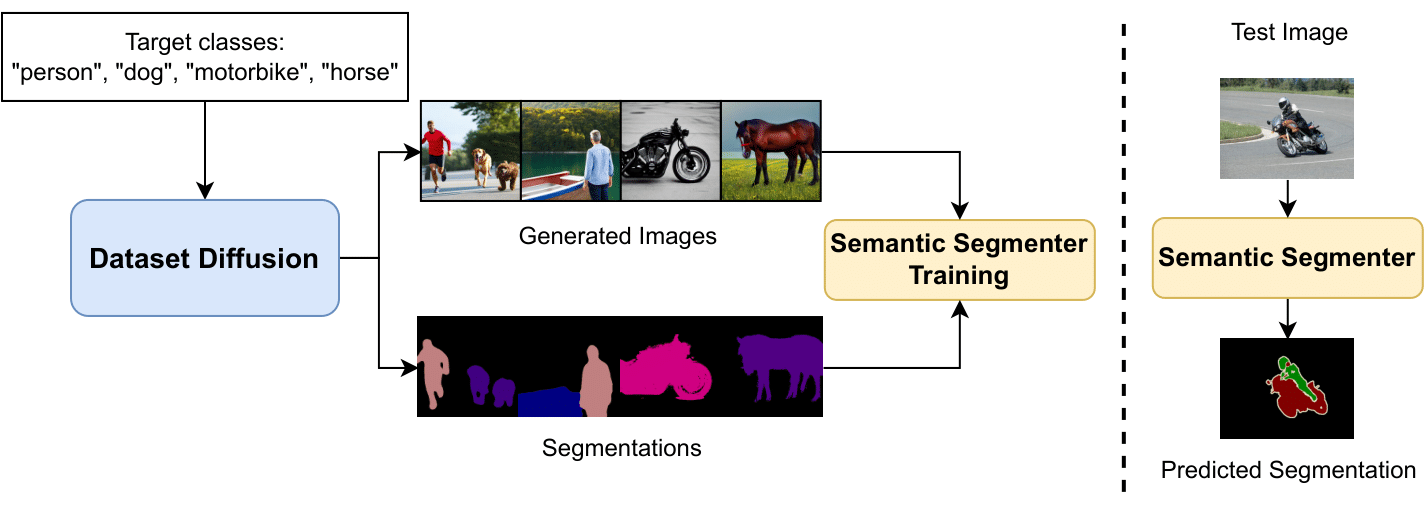 Target classes:
"person", "dog", "motorbike", "horse"
Dataset Diffusion
Generated Images
Segmentations
Semantic Segmenter
Training
Test Image
Semantic Segmenter
Predicted Segmentation